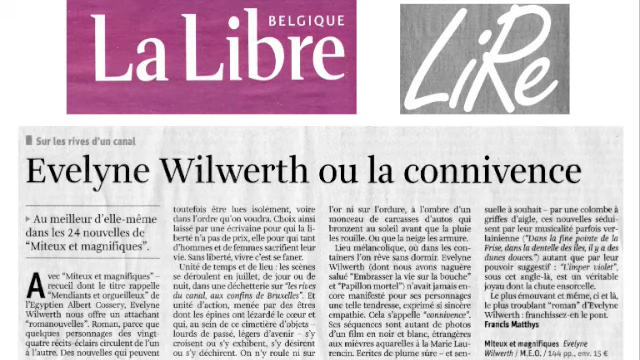 La Libre
BELGIQUE
LiRe
Sur les rives d'un canal
Evelyne Wilwerth ou la connivence
▸ Au meilleur d'elle-même
dans les 24 nouvelles de
“Miteux et magnifiques”.
Avec “Miteux et magnifiques” –
recueil dont le titre rappelle
“Mendiants et orgueilleux” de
l'Egyptien Albert Cossery, Evelyne
Wilwerth nous offre un attachant
“romanouvelles”. Roman, parce que
quelques personnages des vingt-
quatre récits-éclairs circulent de l'un
à l'autre. Des nouvelles qui peuvent
toutefois être lues isolément, voire
dans l'ordre qu'on voudra. Choix ainsi
laissé par une écrivaine pour qui la li-
berté n'a pas de prix, elle pour qui tant
d'hommes et de femmes sacrifient leur
vie. Sans liberté, vivre c'est se faner.
Unité de temps et de lieu : les scènes
se déroulent en juillet, de jour ou de
nuit, dans une déchetterie sur “les rives
du canal, aux confins de Bruxelles”. Et
unité d'action, menée par des êtres
dont les épines ont lézardé le cœur et
qui, au sein de ce cimetière d'objets
lourds de passé, légers d'avenir – s'y
croisent ou s'y exhibent, s'y désirent
ou s'y déchirent. On n'y roule ni sur
l'or ni sur l'ordure, à l'ombre d'un
monceau de carcasses d'autos qui
bronzent au soleil avant que la pluie
les rouille. Ou que la neige les armure.
Lieu mélancolique, où dans les con-
tainers l'on rêve sans dormir. Evelyne
Wilwerth (dont nous avons naguère
salué “Embrasser la vie sur la bouche”
et “Papillon mortel”) n'avait jamais en-
core manifesté pour ses personnages
une telle tendresse, exprimé si sincère
empathie. Cela s'appelle “connivence”.
Ses séquences sont autant de photos
d'un film en noir et blanc, étrangères
aux mièvres aquarelles à la Marie Lau-
rencin. Ecrites de plume sûre – et sen-
suelle à souhait – par une colombe à
griffes d'aigle, ces nouvelles sédui-
sent par leur musicalité parfois ver-
lainienne (“Dans la fine pointe de la
Frise, dans la dentelle des îles, il y a des
dunes douces.”) autant que par leur
pouvoir suggestif : “L'imper violet”,
sous cet angle-là, est un véritable
joyau dont la chute ensorcelle.
Le plus émouvant et même, ci et là,
le plus troublant “roman” d'Evelyne
Wilwerth : franchissez-en le pont.
Francis Matthys
Miteux et magnifiques Evelyne
Wilwerth / M.E.O. / 144 pp., env. 15 €